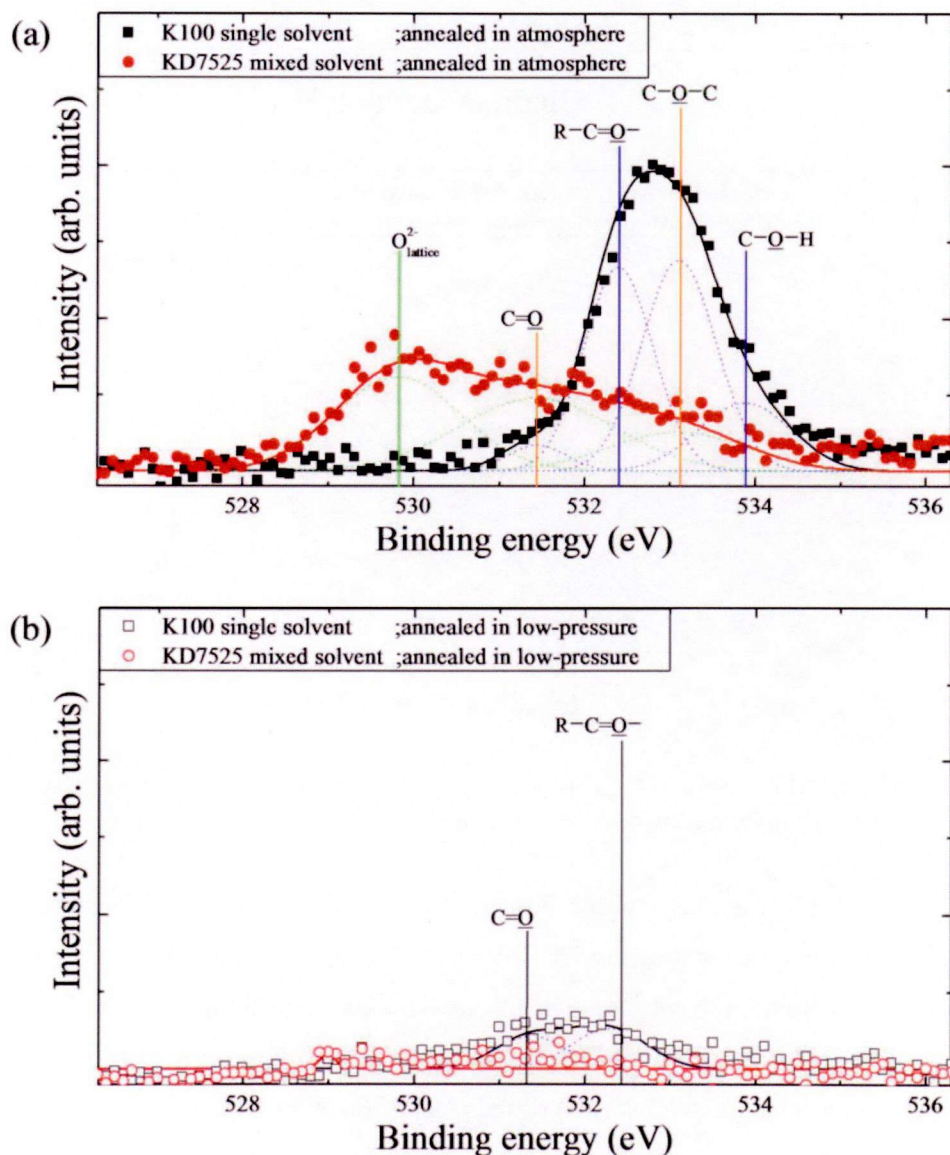 (a)
K100 single solvent ;annealed in atmosphere
KD7525 mixed solvent ;annealed in atmosphere
C-O-C
R-C=O-
C-O-H
O²⁻lattice
C=O
Intensity (arb. units)
528 530 532 534 536
Binding energy (eV)
(b)
K100 single solvent ;annealed in low-pressure
KD7525 mixed solvent ;annealed in low-pressure
R-C=O-
C=O
Intensity (arb. units)
528 530 532 534 536
Binding energy (eV)